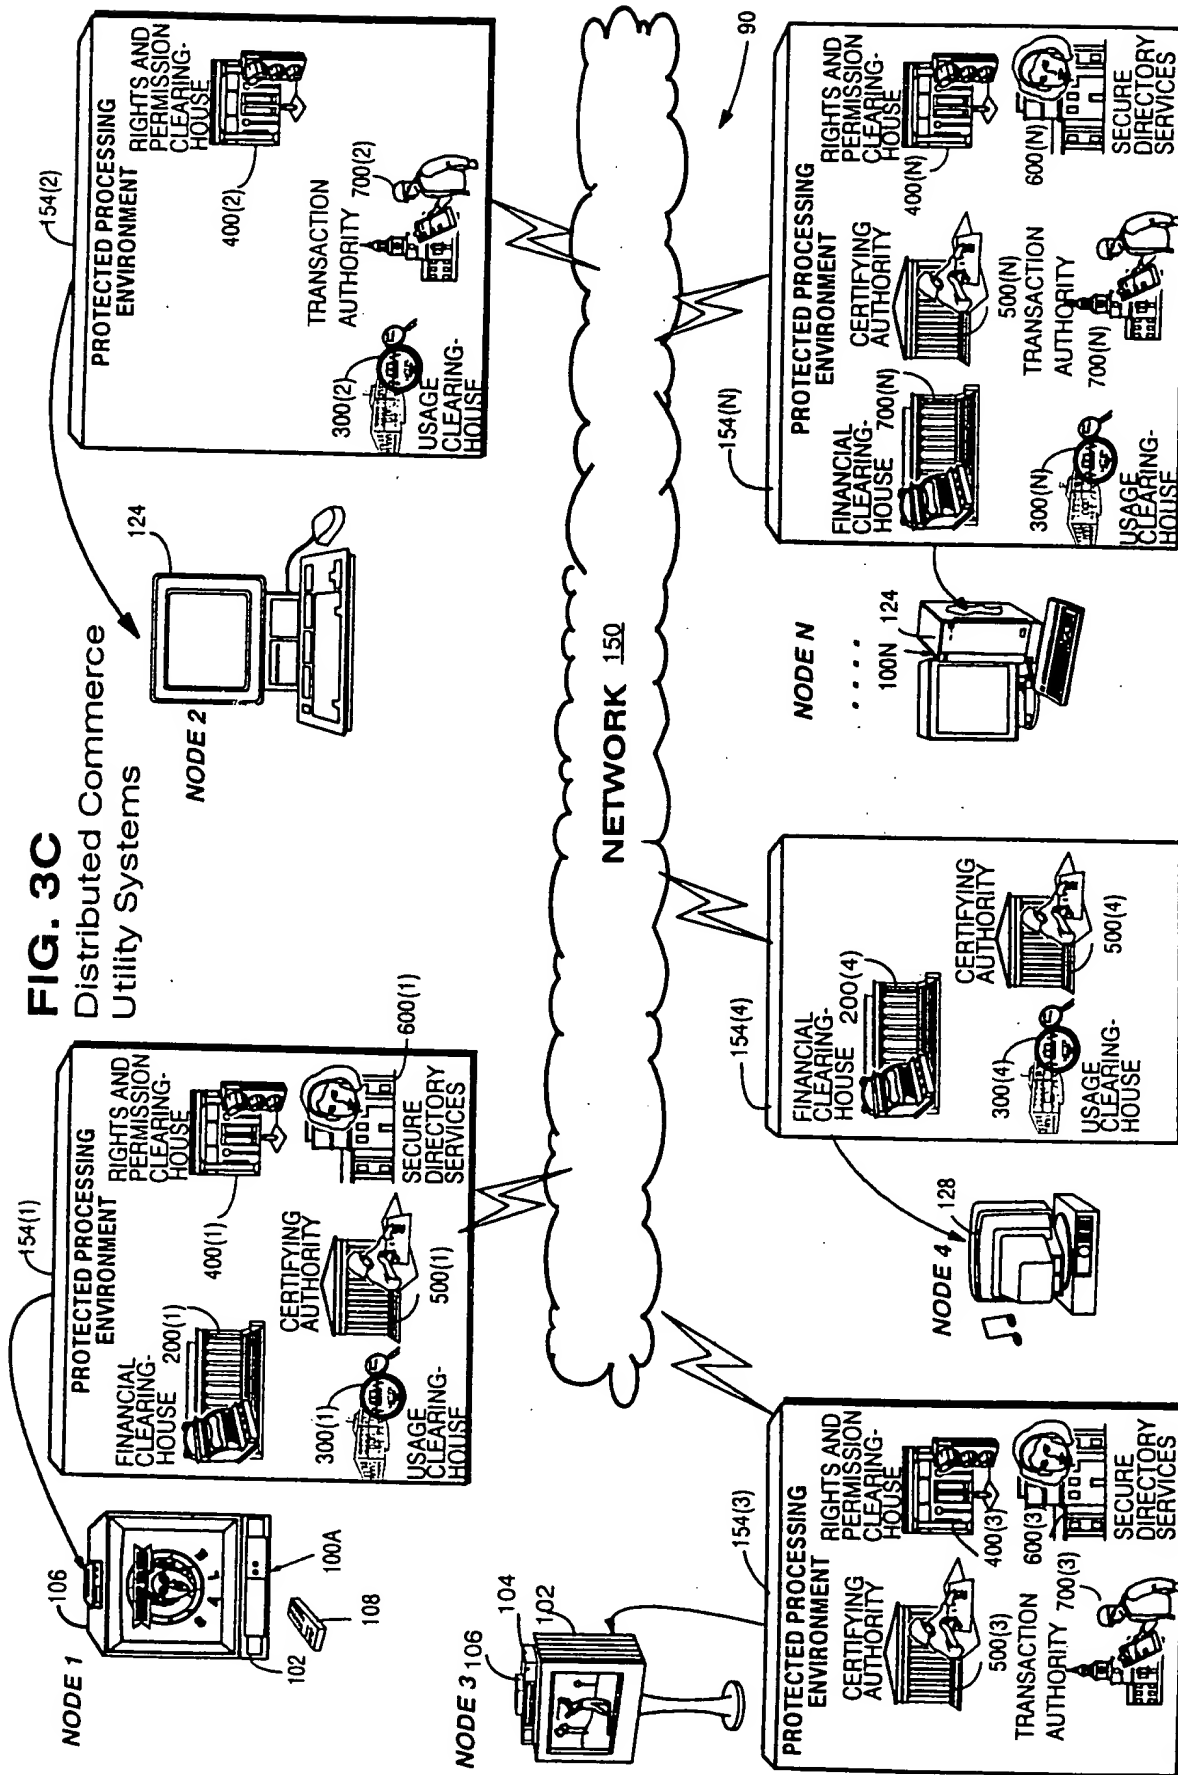 FIG. 3C
Distributed Commerce
Utility Systems
NODE 1
106
102
100A
108
154(1)
PROTECTED PROCESSING
ENVIRONMENT
FINANCIAL
CLEARING-
HOUSE 200(1)
RIGHTS AND
PERMISSION
CLEARING-
HOUSE
400(1)
CERTIFYING
AUTHORITY
500(1)
300(1)
USAGE
CLEARING-
HOUSE
SECURE
DIRECTORY
SERVICES
600(1)
NODE 2
124
154(2)
PROTECTED PROCESSING
ENVIRONMENT
RIGHTS AND
PERMISSION
CLEARING-
HOUSE
400(2)
TRANSACTION
AUTHORITY
700(2)
300(2)
USAGE
CLEARING-
HOUSE
NETWORK 150
90
NODE 3
106
104
102
154(3)
PROTECTED PROCESSING
ENVIRONMENT
CERTIFYING
AUTHORITY
500(3)
RIGHTS AND
PERMISSION
CLEARING-
HOUSE
400(3)
TRANSACTION
AUTHORITY 700(3)
600(3)
SECURE
DIRECTORY
SERVICES
NODE 4
128
154(4)
FINANCIAL
CLEARING-
HOUSE 200(4)
CERTIFYING
AUTHORITY
500(4)
300(4)
USAGE
CLEARING-
HOUSE
NODE N
. . . . .
100N
124
154(N)
PROTECTED PROCESSING
ENVIRONMENT
FINANCIAL
CLEARING-
HOUSE 700(N)
CERTIFYING
AUTHORITY
500(N)
RIGHTS AND
PERMISSION
CLEARING-
HOUSE
400(N)
300(N)
USAGE
CLEARING-
HOUSE
TRANSACTION
AUTHORITY
700(N)
600(N)
SECURE
DIRECTORY
SERVICES